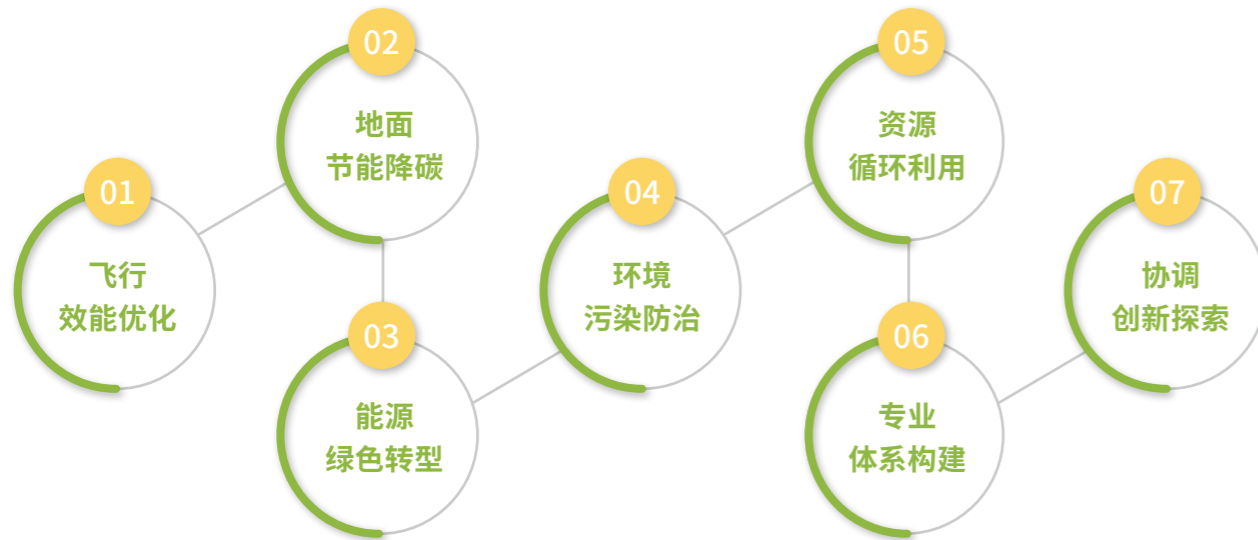 01
飞行
效能优化
02
地面
节能降碳
03
能源
绿色转型
04
环境
污染防治
05
资源
循环利用
06
专业
体系构建
07
协调
创新探索